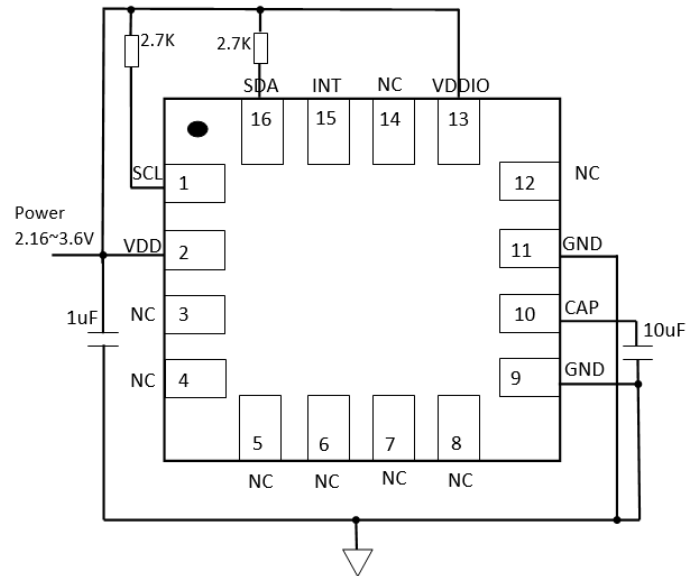 2.7K
2.7K
SDA
INT
NC
VDDIO
16
15
14
13
SCL
1
12
NC
Power
2.16~3.6V
VDD
2
11
GND
1uF
NC
3
10
CAP
10uF
NC
4
9
GND
5
6
7
8
NC
NC
NC
NC